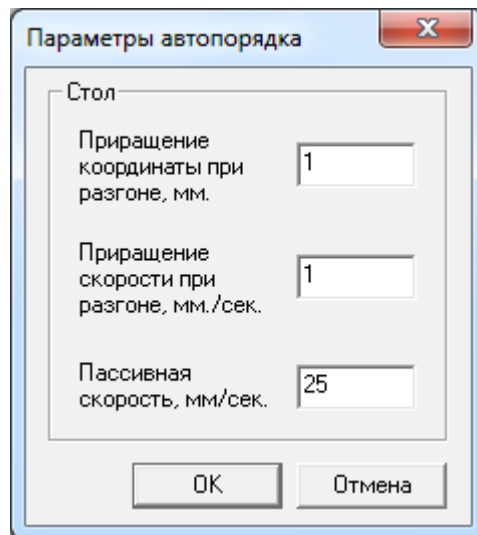 Параметры автопорядка
Стол
Приращение
координаты при
разгоне, мм.
1
Приращение
скорости при
разгоне, мм./сек.
1
Пассивная
скорость, мм/сек.
25
OK
Отмена